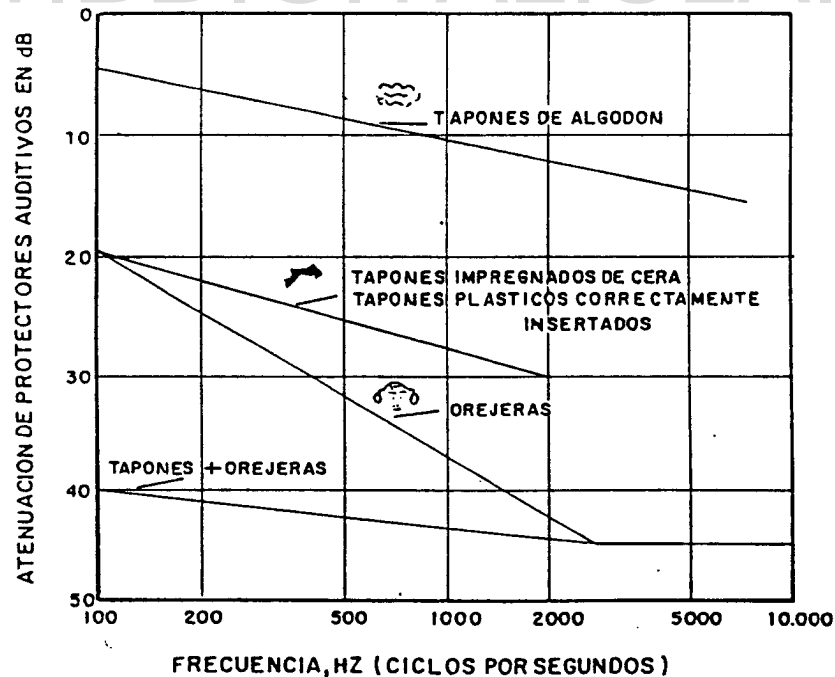 ATENUACION DE PROTECTORES AUDITIVOS EN dB
0
10
20
30
40
50
TAPONES DE ALGODON
TAPONES IMPREGNADOS DE CERA
TAPONES PLASTICOS CORRECTAMENTE
INSERTADOS
OREJERAS
TAPONES + OREJERAS
100 200 500 1000 2000 5000 10.000
FRECUENCIA, HZ (CICLOS POR SEGUNDOS)